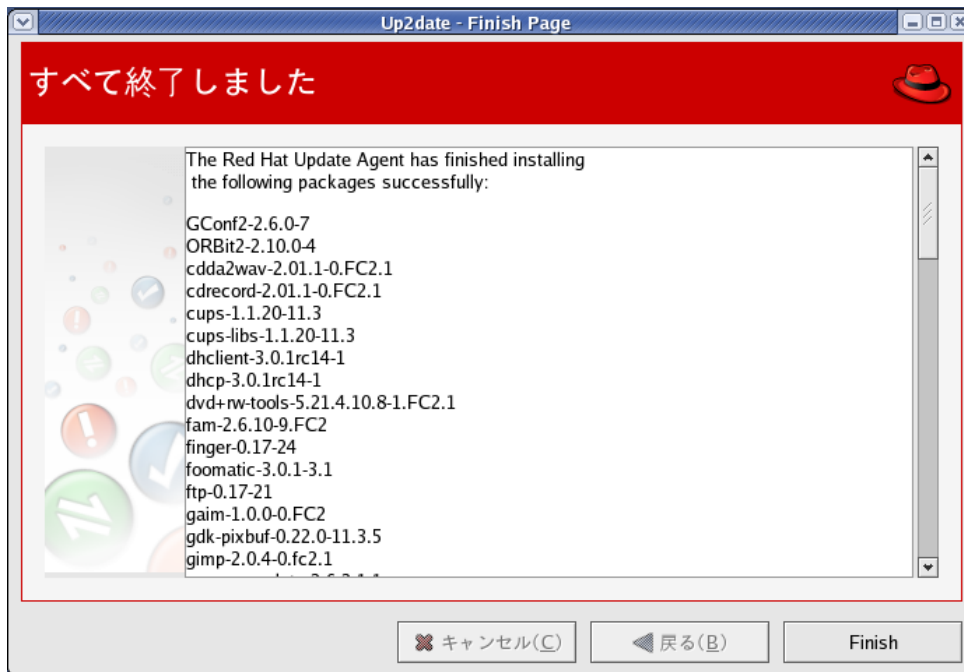 Up2date - Finish Page
すべて終了しました
The Red Hat Update Agent has finished installing
the following packages successfully:
GConf2-2.6.0-7
ORBit2-2.10.0-4
cdda2wav-2.01.1-0.FC2.1
cdrecord-2.01.1-0.FC2.1
cups-1.1.20-11.3
cups-libs-1.1.20-11.3
dhclient-3.0.1rc14-1
dhcp-3.0.1rc14-1
dvd+rw-tools-5.21.4.10.8-1.FC2.1
fam-2.6.10-9.FC2
finger-0.17-24
foomatic-3.0.1-3.1
ftp-0.17-21
gaim-1.0.0-0.FC2
gdk-pixbuf-0.22.0-11.3.5
gimp-2.0.4-0.fc2.1
キャンセル(C)
戻る(B)
Finish